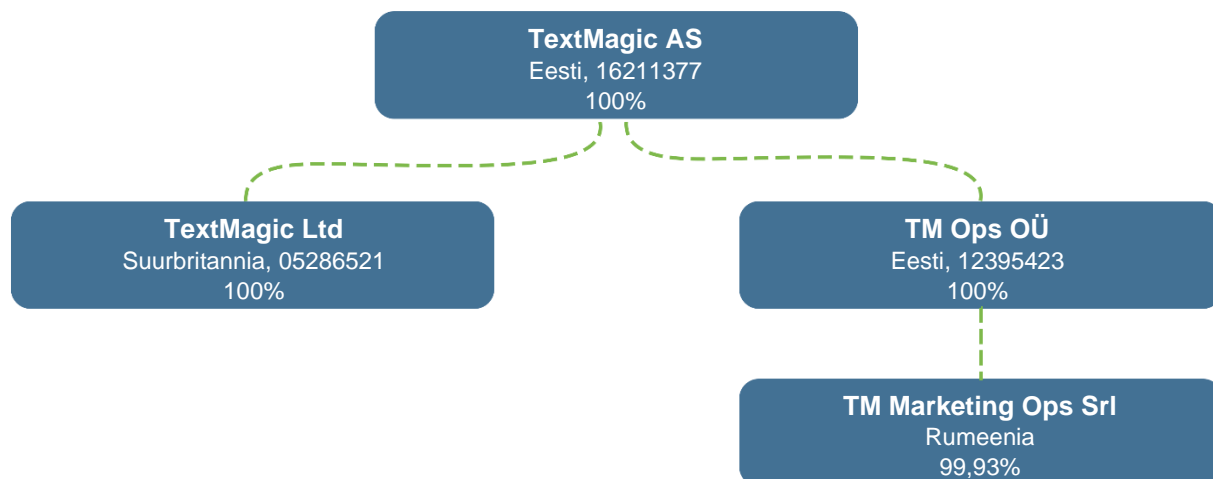 TextMagic AS
Eesti, 16211377
100%
TextMagic Ltd
Suurbritannia, 05286521
100%
TM Ops OÜ
Eesti, 12395423
100%
TM Marketing Ops Srl
Rumeenia
99,93%